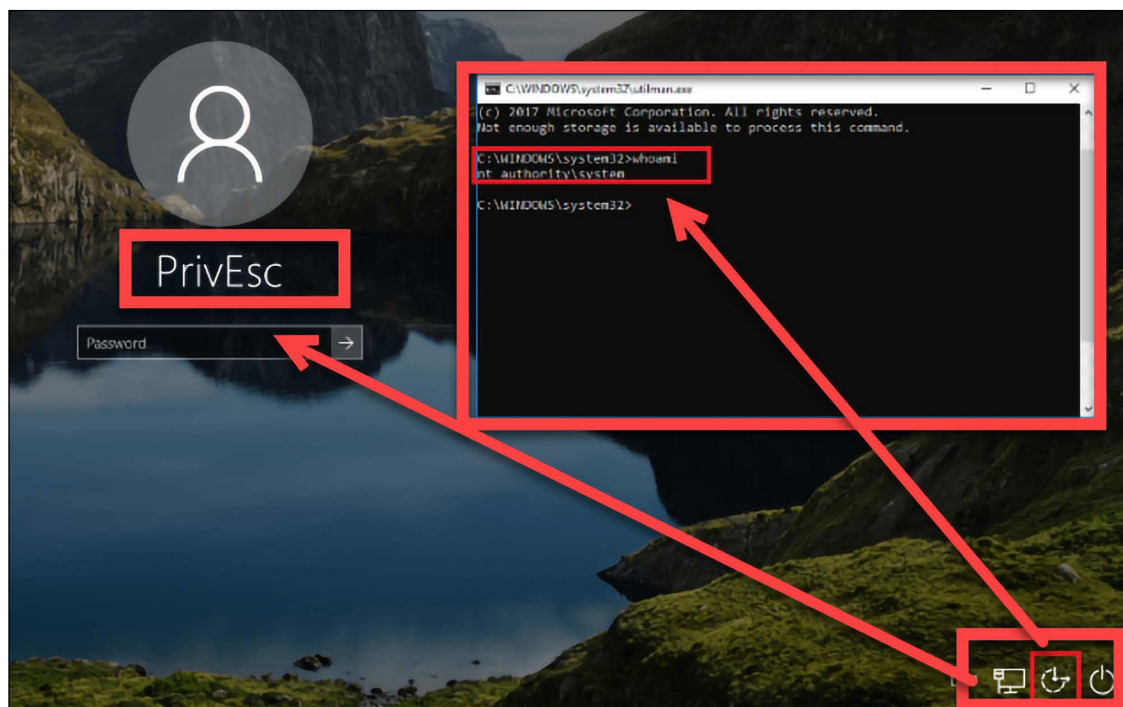 PrivEsc
Password
C:\WINDOWS\system32\utilman.exe
(c) 2017 Microsoft Corporation. All rights reserved.
Not enough storage is available to process this command.
C:\WINDOWS\system32>whoami
nt authority\system
C:\WINDOWS\system32>